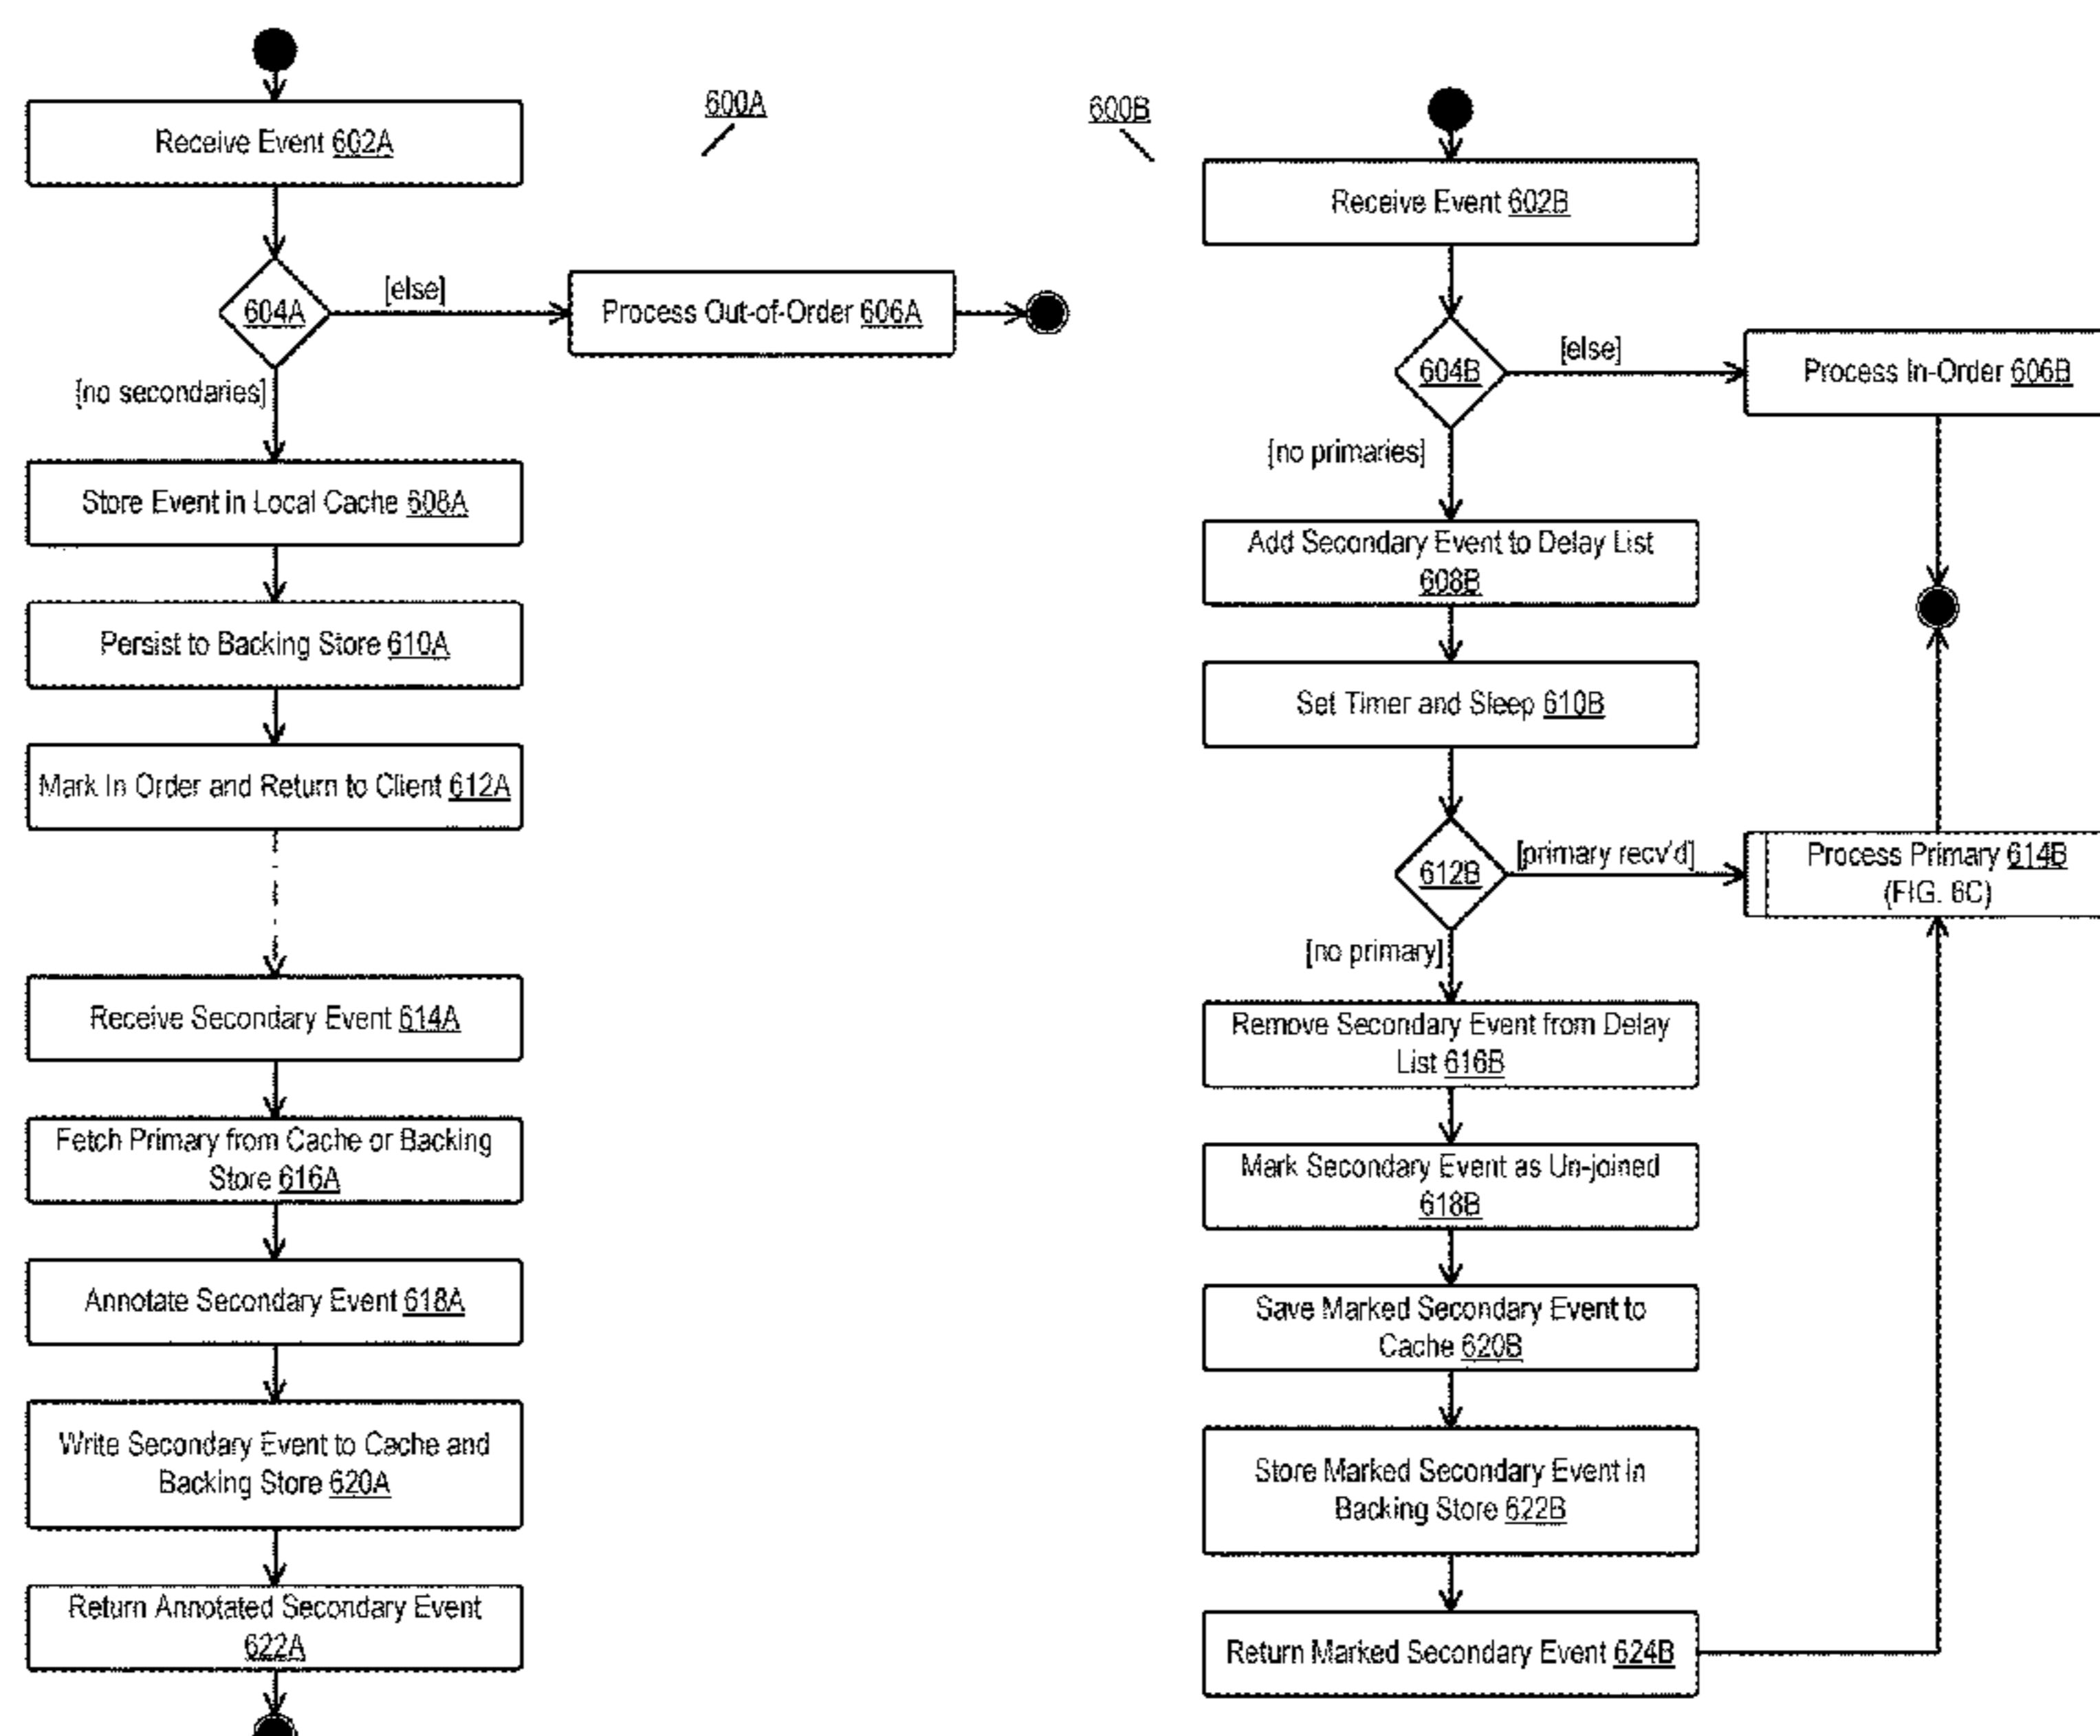 600A
Receive Event 602A
604A
[else]
Process Out-of-Order 606A
[no secondaries]
Store Event in Local Cache 608A
Persist to Backing Store 610A
Mark In Order and Return to Client 612A
Receive Secondary Event 614A
Fetch Primary from Cache or Backing
Store 616A
Annotate Secondary Event 618A
Write Secondary Event to Cache and
Backing Store 620A
Return Annotated Secondary Event
622A
600B
Receive Event 602B
604B
[else]
Process In-Order 606B
[no primaries]
Add Secondary Event to Delay List
608B
Set Timer and Sleep 610B
612B
[primary recv'd]
Process Primary 614B
(FIG. 6C)
[no primary]
Remove Secondary Event from Delay
List 616B
Mark Secondary Event as Un-joined
618B
Save Marked Secondary Event to
Cache 620B
Store Marked Secondary Event in
Backing Store 622B
Return Marked Secondary Event 624B